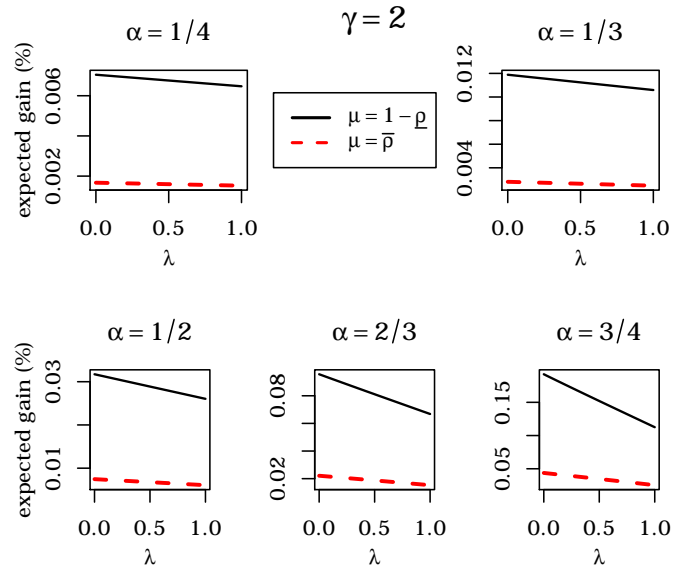 γ = 2
α = 1/4
expected gain (%)
0.006
0.002
0.0 0.5 1.0
λ
μ = 1 − ρ̲
μ = ρ̅
α = 1/3
0.012
0.004
0.0 0.5 1.0
λ
α = 1/2
expected gain (%)
0.03
0.01
0.0 0.5 1.0
λ
α = 2/3
0.08
0.02
0.0 0.5 1.0
λ
α = 3/4
0.15
0.05
0.0 0.5 1.0
λ